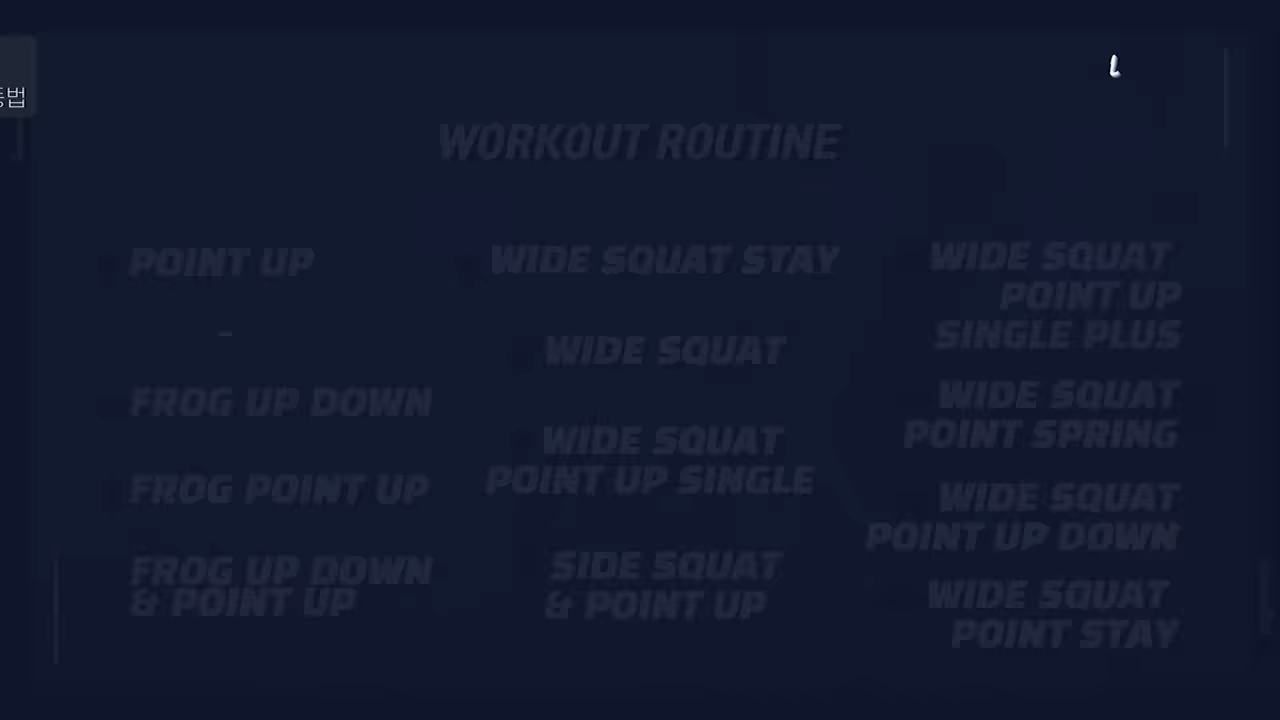 WORKOUT ROUTINE
POINT UP
FROG UP DOWN
FROG POINT UP
FROG UP DOWN
& POINT UP
WIDE SQUAT STAY
WIDE SQUAT
WIDE SQUAT
POINT UP SINGLE
SIDE SQUAT
& POINT UP
WIDE SQUAT
POINT UP
SINGLE PLUS
WIDE SQUAT
POINT SPRING
WIDE SQUAT
POINT UP DOWN
WIDE SQUAT
POINT STAY